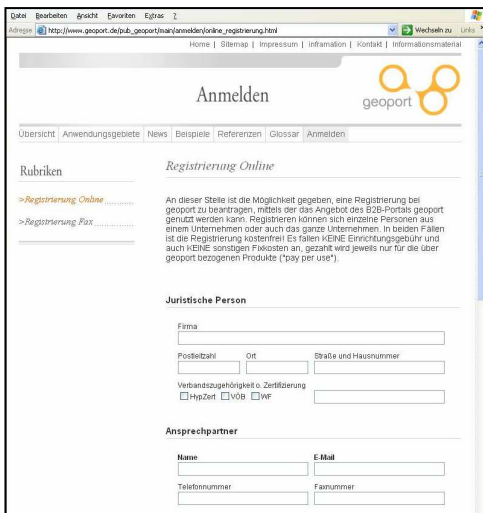 Datei Bearbeiten Ansicht Favoriten Extras ?
Adresse http://www.geoport.de/pub_geoport/main/anmelden/online_registrierung.html Wechseln zu Links
Home | Sitemap | Impressum | inframation | Kontakt | Informationsmaterial
Anmelden
geoport
Übersicht Anwendungsgebiete News Beispiele Referenzen Glossar Anmelden
Rubriken
>Registrierung Online
>Registrierung Fax
Registrierung Online
An dieser Stelle ist die Möglichkeit gegeben, eine Registrierung bei
geoport zu beantragen, mittels der das Angebot des B2B-Portals geoport
genutzt werden kann. Registrieren können sich einzelne Personen aus
einem Unternehmen oder auch das ganze Unternehmen. In beiden Fällen
ist die Registrierung kostenfrei! Es fallen KEINE Einrichtungsgebühr und
auch KEINE sonstigen Fixkosten an, gezahlt wird jeweils nur für die über
geoport bezogenen Produkte ("pay per use").
Juristische Person
Firma
Postleitzahl Ort Straße und Hausnummer
Verbandszugehörigkeit o. Zertifizierung
HypZert VÖB WF
Ansprechpartner
Name E-Mail
Telefonnummer Faxnummer